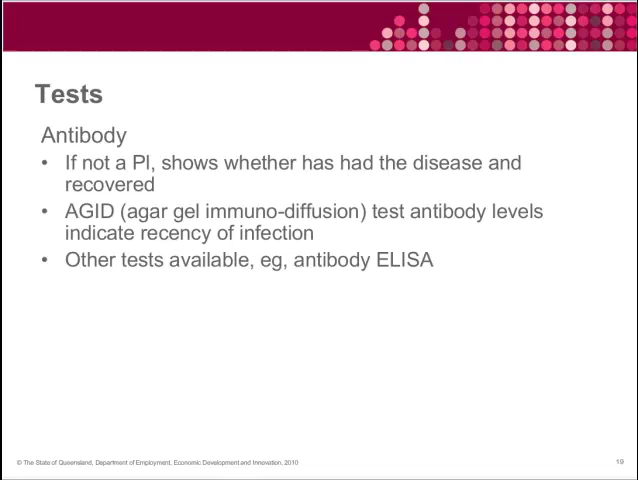 Tests
Antibody
• If not a PI, shows whether has had the disease and
recovered
• AGID (agar gel immuno-diffusion) test antibody levels
indicate recency of infection
• Other tests available, eg, antibody ELISA
© The State of Queensland, Department of Employment, Economic Development and Innovation, 2010
19